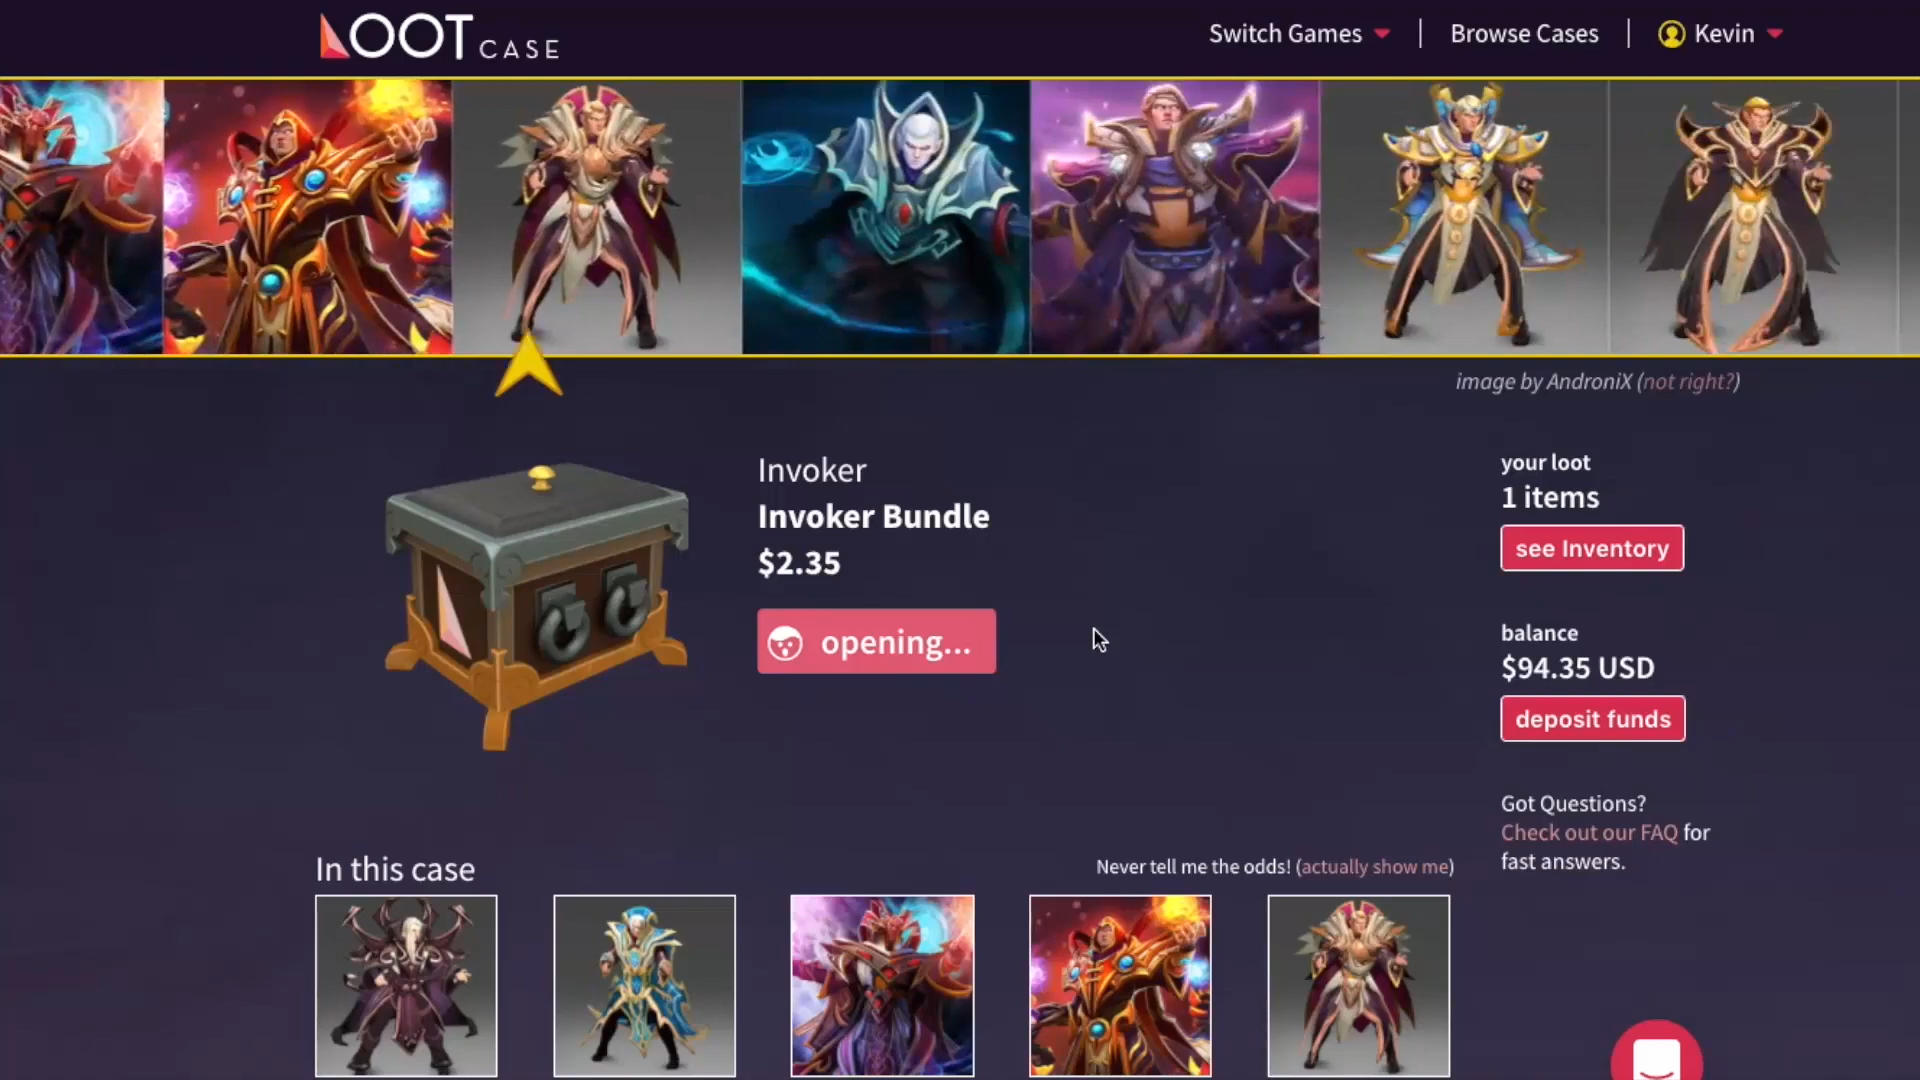 LOOT CASE
Switch Games
Browse Cases
Kevin
image by AndroniX (not right?)
Invoker
Invoker Bundle
$2.35
opening...
your loot
1 items
see Inventory
balance
$94.35 USD
deposit funds
Got Questions?
Check out our FAQ for
fast answers.
In this case
Never tell me the odds! (actually show me)